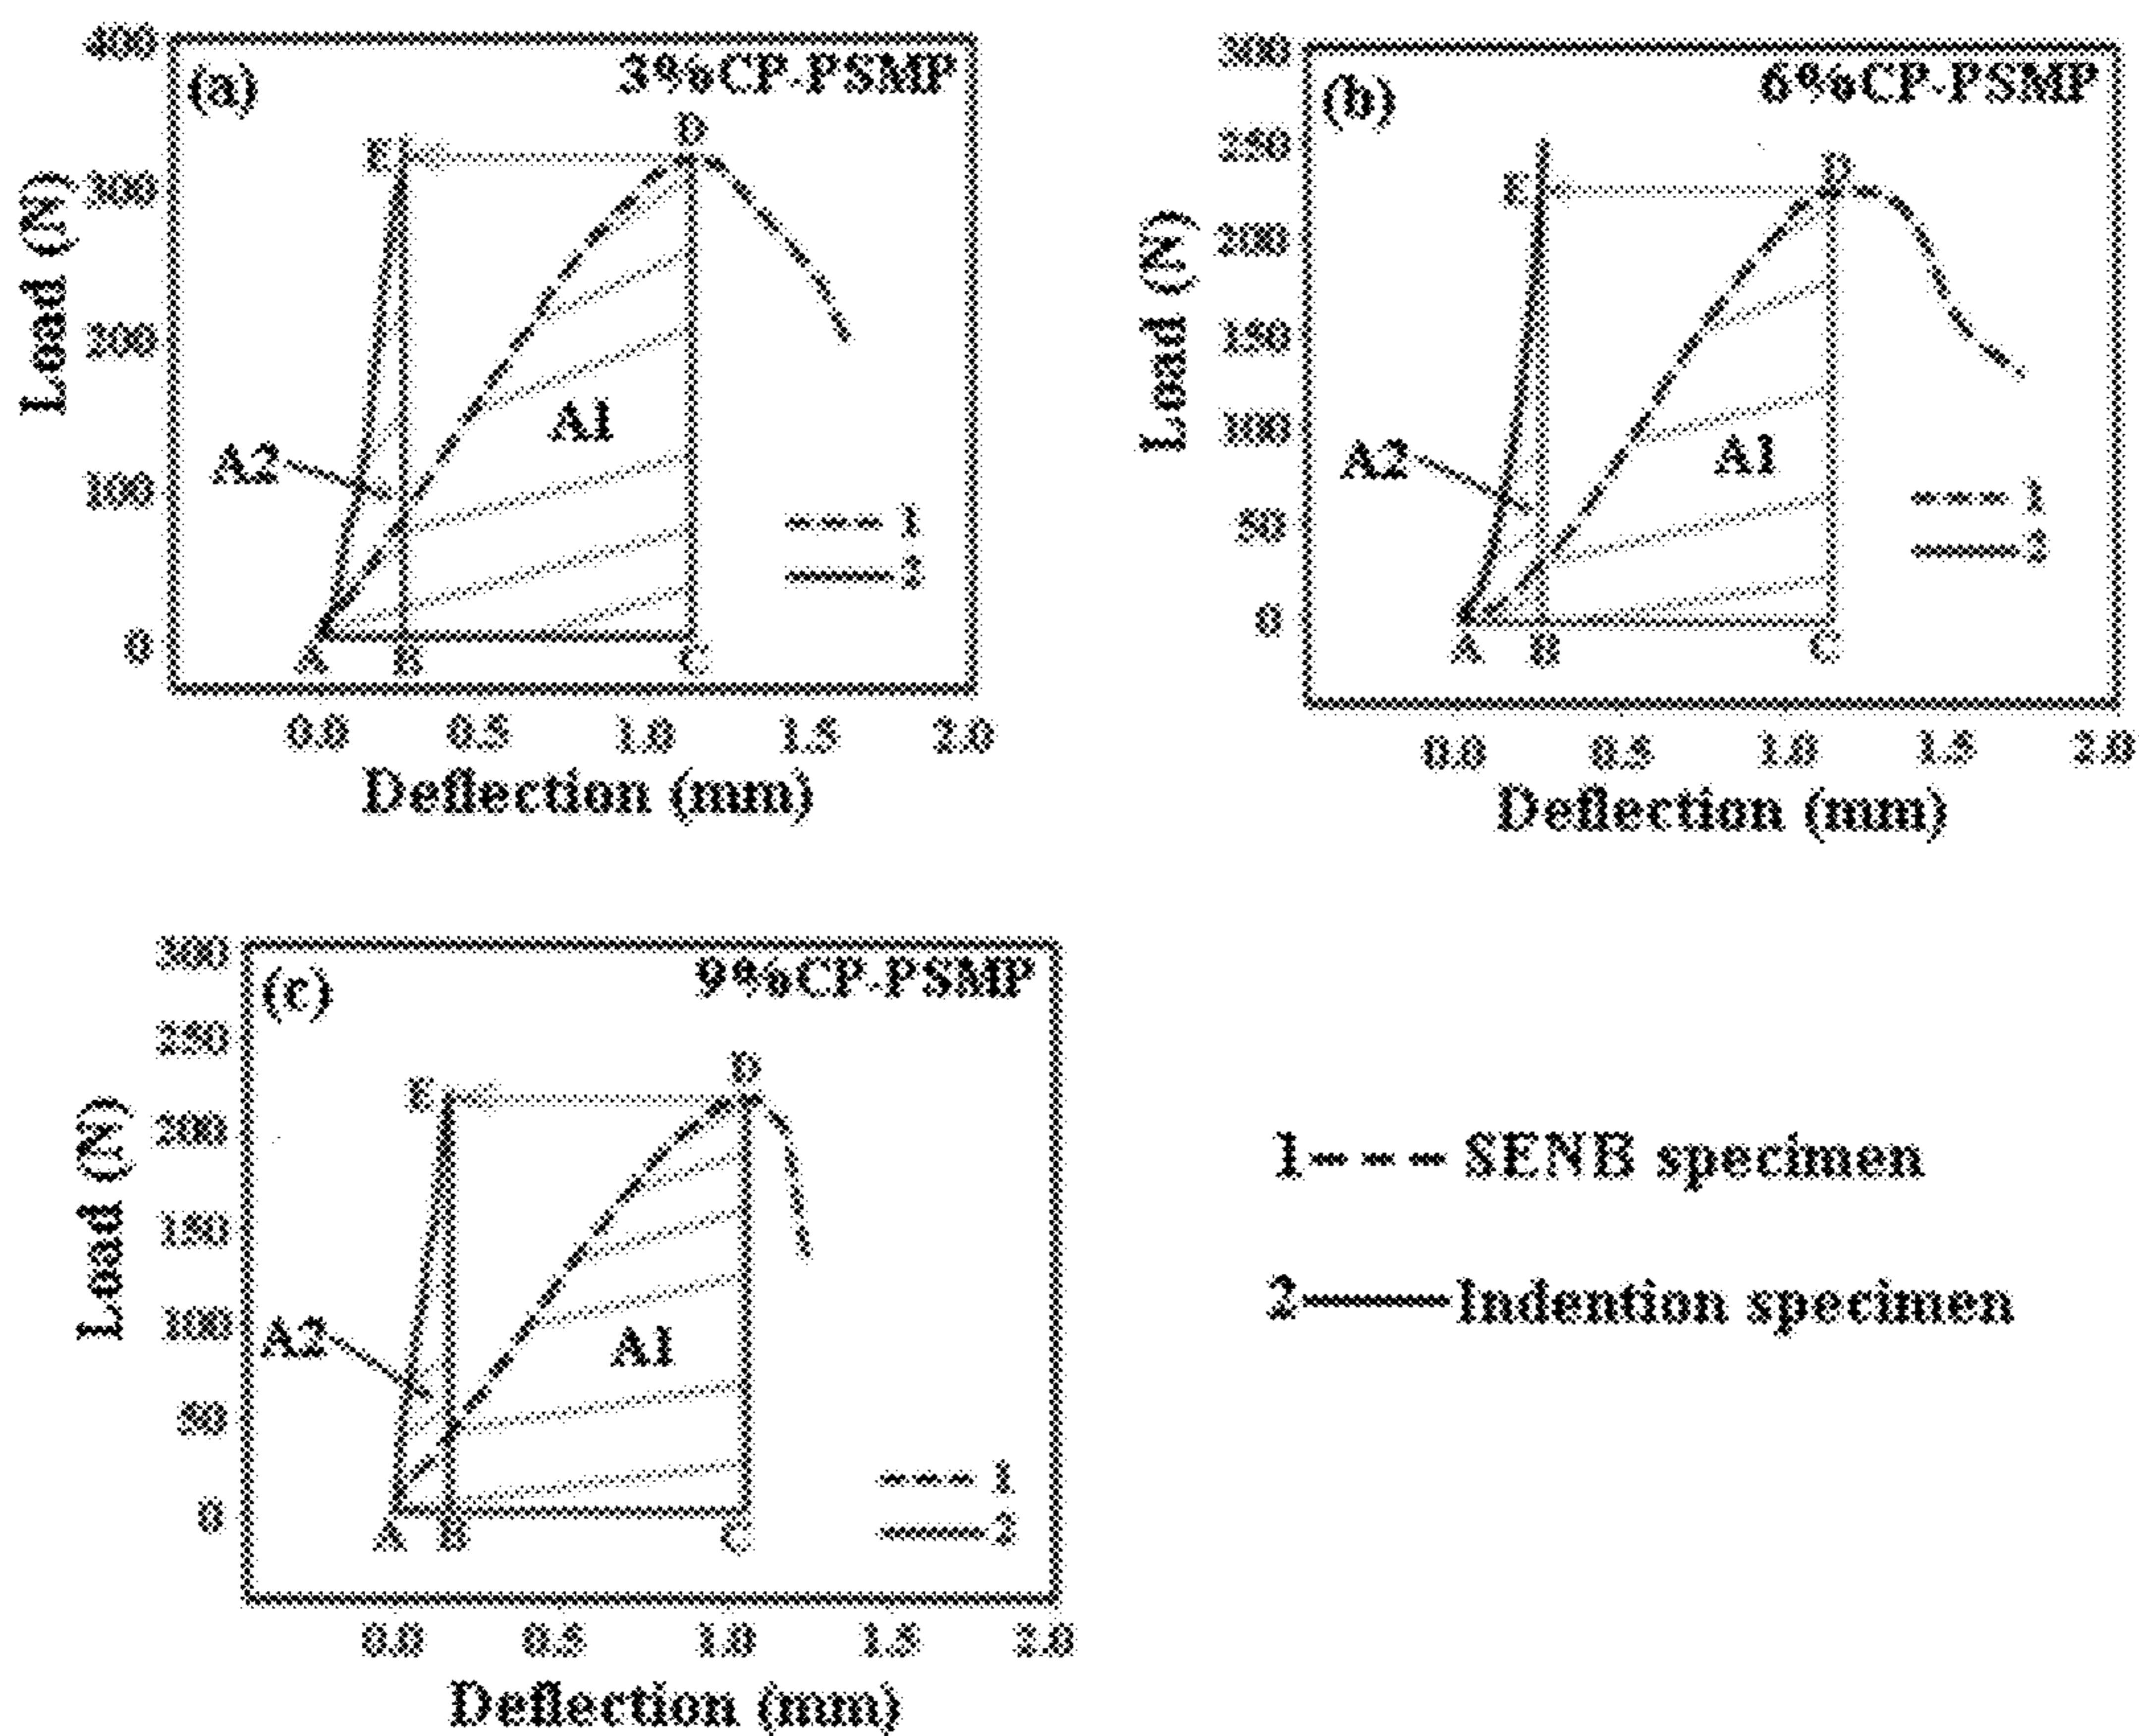 400
(a)
3%CP-PSMP
D
E
300
200
100
0
Load (N)
A1
A2
1
2
A
B
C
0.0 0.5 1.0 1.5 2.0
Deflection (mm)
300
(b)
6%CP-PSMP
250
D
E
200
150
100
50
0
Load (N)
A1
A2
1
2
A
B
C
0.0 0.5 1.0 1.5 2.0
Deflection (mm)
300
(c)
9%CP-PSMP
250
D
E
200
150
100
50
0
Load (N)
A1
A2
1
2
A
B
C
0.0 0.5 1.0 1.5 2.0
Deflection (mm)
1 SENB specimen
2 Indention specimen